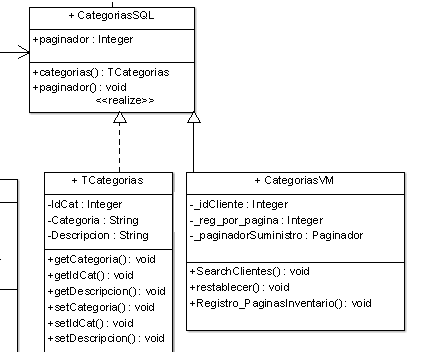 + CategoriasSQL
+paginador : Integer
+categorias() : TCategorias
+paginador() : void
<<realize>>
+ TCategorias
-IdCat : Integer
-Categoria : String
-Descripcion : String
+getCategoria() : void
+getIdCat() : void
+getDescripcion() : void
+setCategoria() : void
+setIdCat() : void
+setDescripcion() : void
+ CategoriasVM
-_idCliente : Integer
-_reg_por_pagina : Integer
-_paginadorSuministro : Paginador
+SearchClientes() : void
+restablecer() : void
+Registro_PaginasInventario() : void